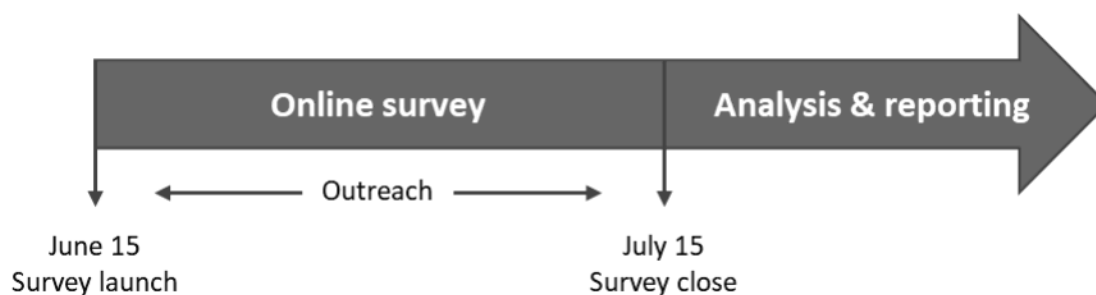 Online survey
Analysis & reporting
Outreach
June 15
Survey launch
July 15
Survey close